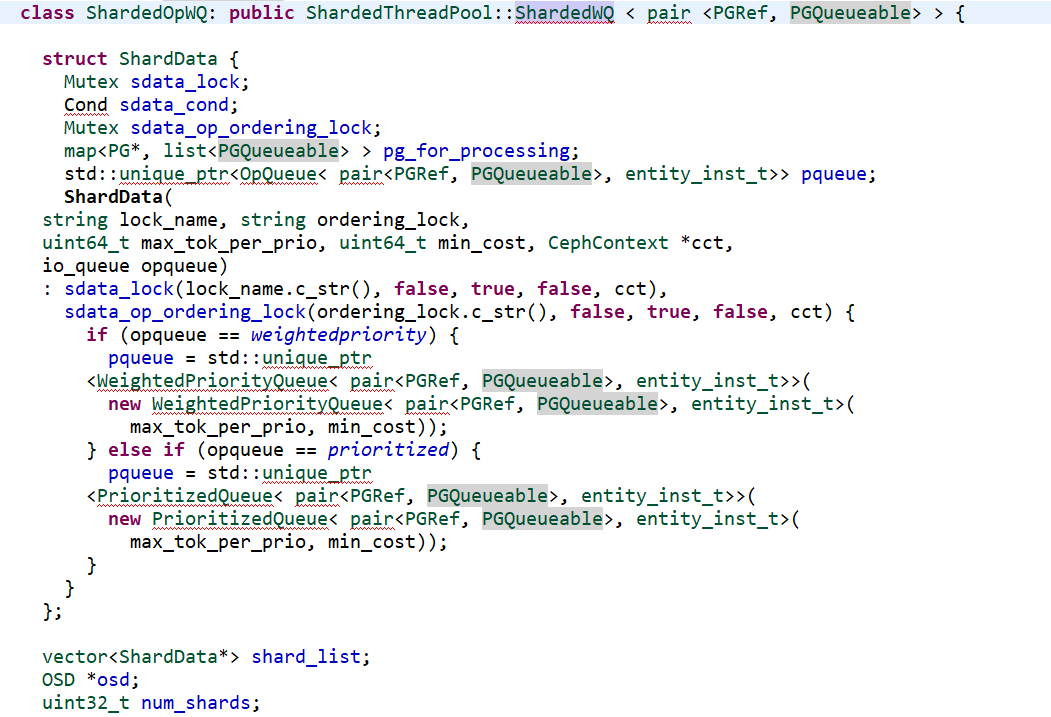 class ShardedOpWQ: public ShardedThreadPool::ShardedWQ < pair <PGRef, PGQueueable> > {
struct ShardData {
Mutex sdata_lock;
Cond sdata_cond;
Mutex sdata_op_ordering_lock;
map<PG*, list<PGQueueable> > pg_for_processing;
std::unique_ptr<OpQueue< pair<PGRef, PGQueueable>, entity_inst_t>> pqueue;
ShardData(
string lock_name, string ordering_lock,
uint64_t max_tok_per_prio, uint64_t min_cost, CephContext *cct,
io_queue opqueue)
: sdata_lock(lock_name.c_str(), false, true, false, cct),
sdata_op_ordering_lock(ordering_lock.c_str(), false, true, false, cct) {
if (opqueue == weightedpriority) {
pqueue = std::unique_ptr
<WeightedPriorityQueue< pair<PGRef, PGQueueable>, entity_inst_t>>(
new WeightedPriorityQueue< pair<PGRef, PGQueueable>, entity_inst_t>(
max_tok_per_prio, min_cost));
} else if (opqueue == prioritized) {
pqueue = std::unique_ptr
<PrioritizedQueue< pair<PGRef, PGQueueable>, entity_inst_t>>(
new PrioritizedQueue< pair<PGRef, PGQueueable>, entity_inst_t>(
max_tok_per_prio, min_cost));
}
}
};
vector<ShardData*> shard_list;
OSD *osd;
uint32_t num_shards;